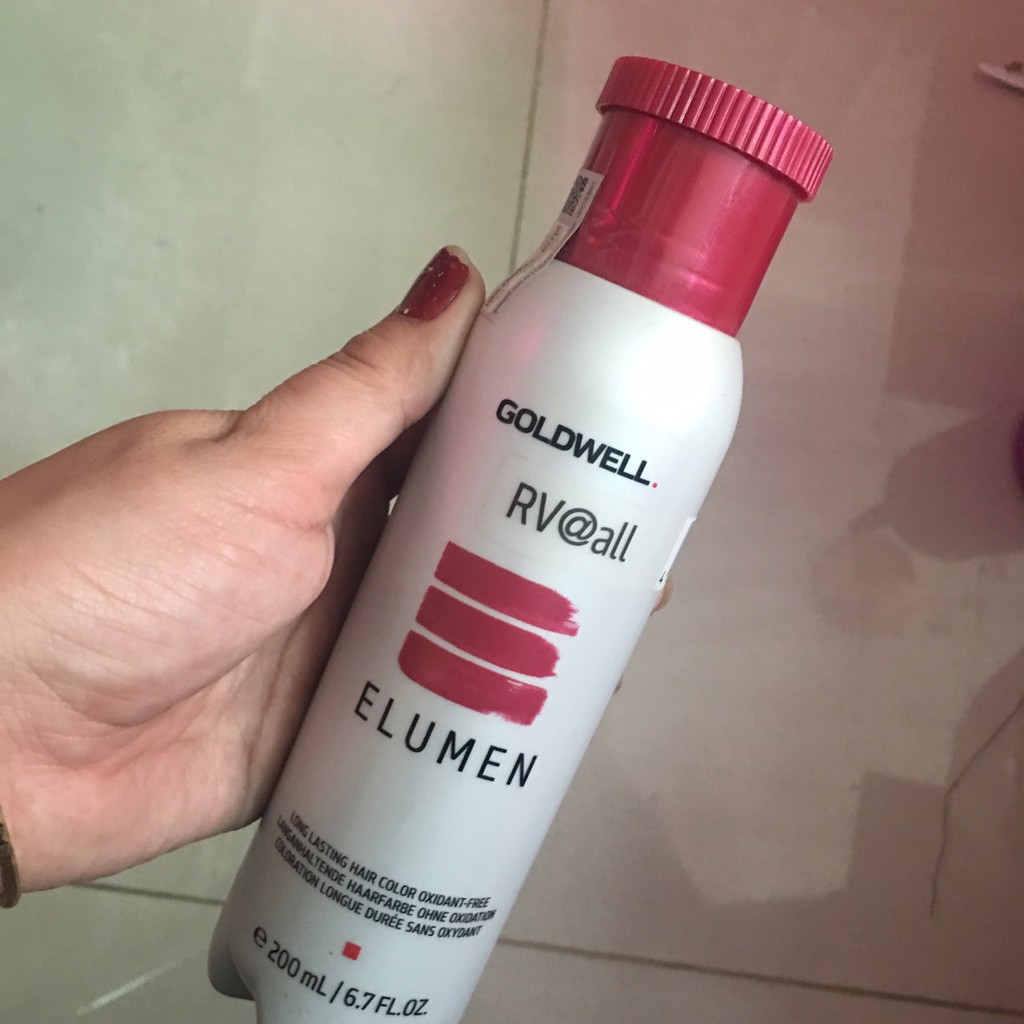 GOLDWELL.
RV@all
ELUMEN
LONG LASTING HAIR COLOR OXIDANT-FREE
LANGANHALTENDE HAARFARBE OHNE OXIDATION
COLORATION LONGUE DURÉE SANS OXYDANT
e 200 mL / 6.7 FL.OZ.